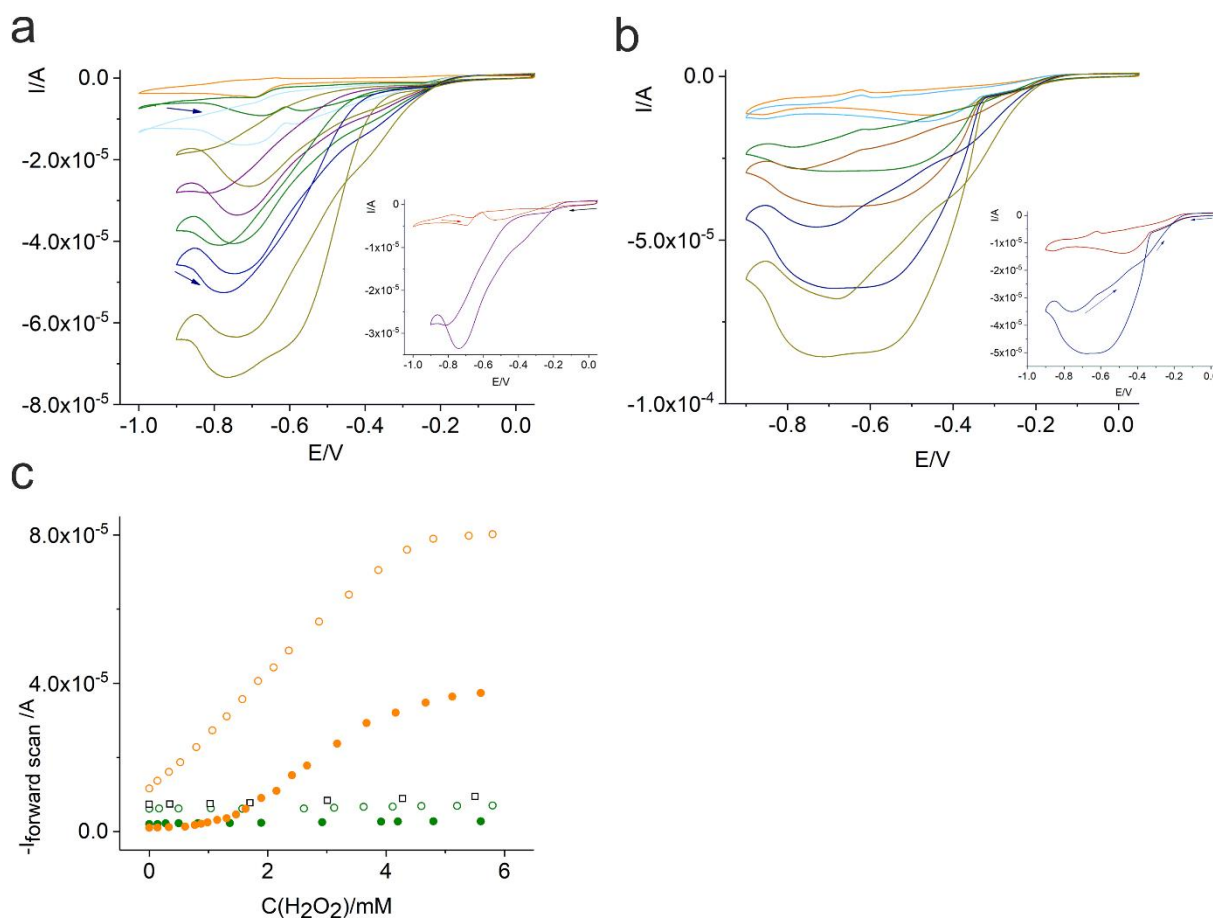 a
I/A
0.0
-2.0x10⁻⁵
-4.0x10⁻⁵
-6.0x10⁻⁵
-8.0x10⁻⁵
-1.0 -0.8 -0.6 -0.4 -0.2 0.0
E/V
I/A
0
-1x10⁻⁵
-2x10⁻⁵
-3x10⁻⁵
-1.0 -0.8 -0.6 -0.4 -0.2 0.0
E/V
b
I/A
0.0
-5.0x10⁻⁵
-1.0x10⁻⁴
-0.8 -0.6 -0.4 -0.2 0.0
E/V
I/A
0
-1x10⁻⁵
-2x10⁻⁵
-3x10⁻⁵
-4x10⁻⁵
-5x10⁻⁵
-1.0 -0.8 -0.6 -0.4 -0.2 0.0
E/V
c
-I_forward scan /A
8.0x10⁻⁵
4.0x10⁻⁵
0.0
0 2 4 6
C(H₂O₂)/mM